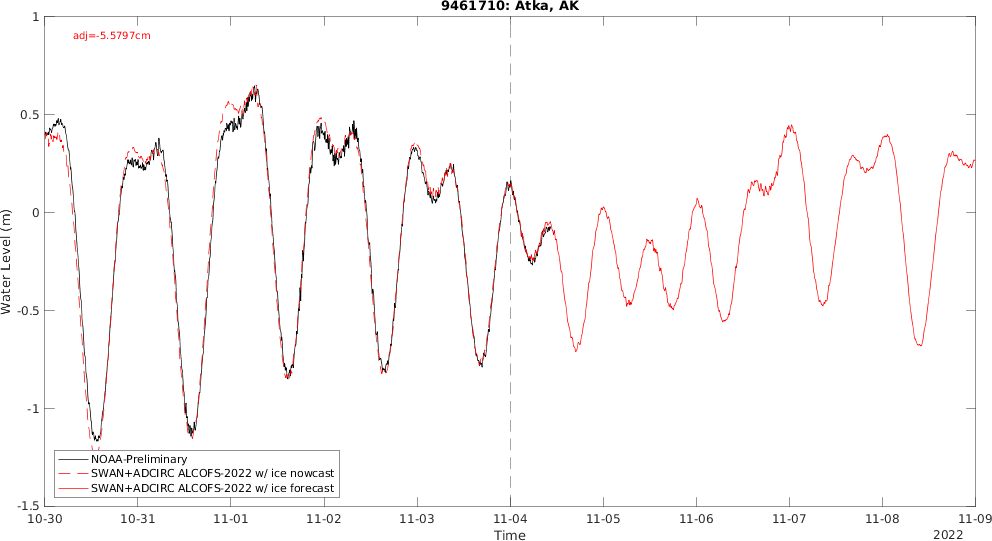 9461710: Atka, AK
adj=-5.5797cm
Water Level (m)
1
0.5
0
-0.5
-1
-1.5
NOAA-Preliminary
SWAN+ADCIRC ALCOFS-2022 w/ ice nowcast
SWAN+ADCIRC ALCOFS-2022 w/ ice forecast
10-30 10-31 11-01 11-02 11-03 11-04 11-05 11-06 11-07 11-08 11-09
Time
2022